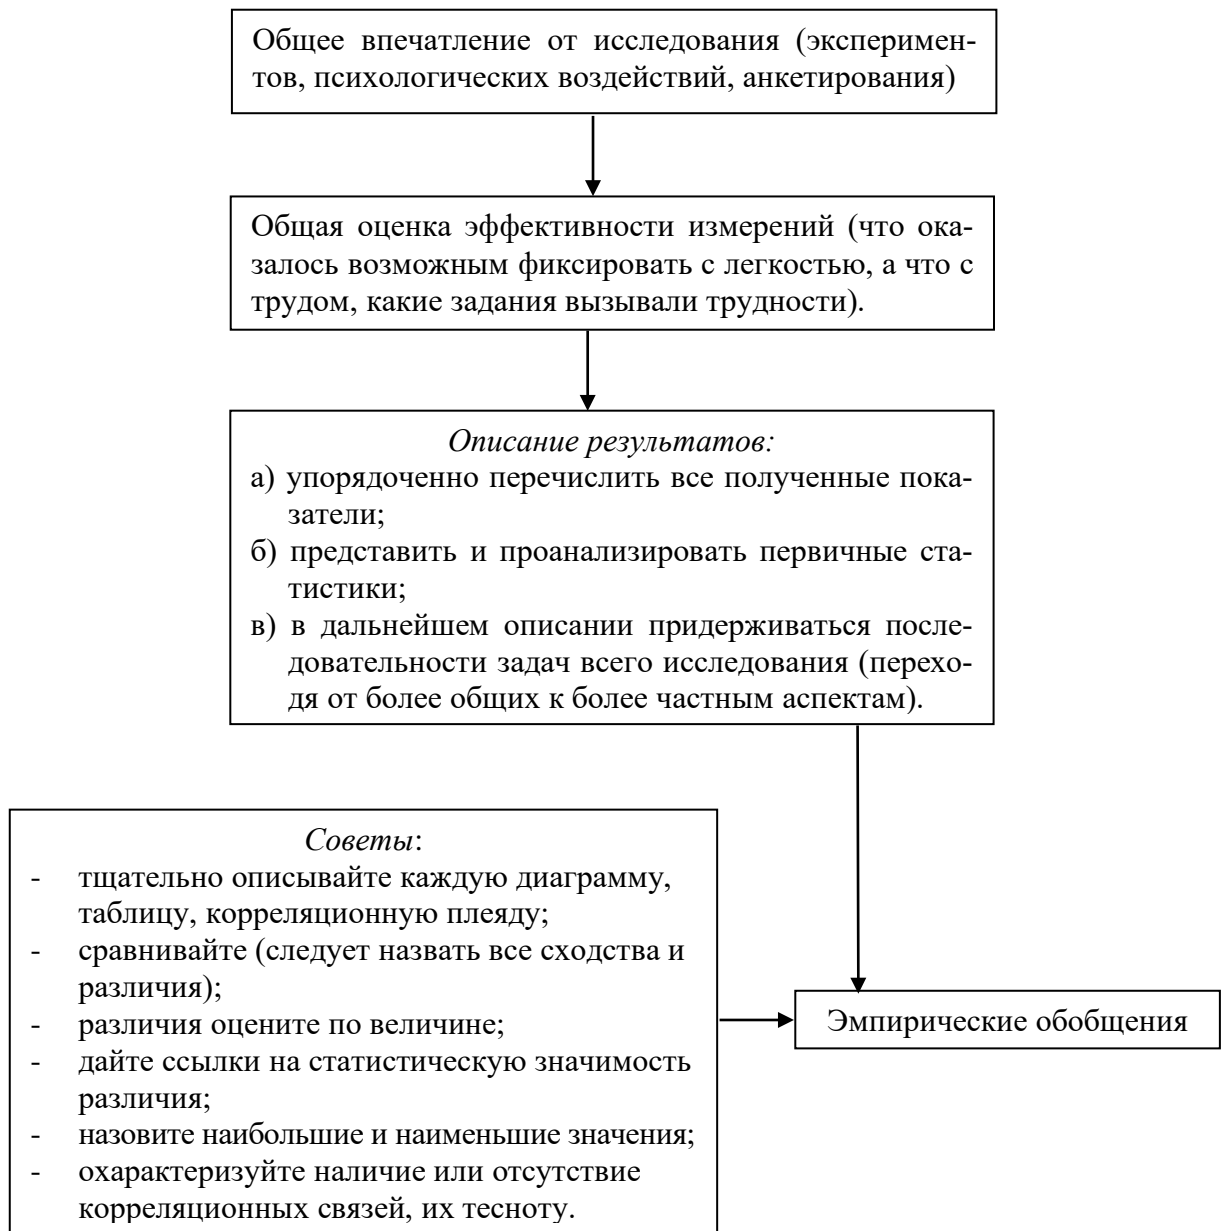 Общее впечатление от исследования (эксперимен-
тов, психологических воздействий, анкетирования)
Общая оценка эффективности измерений (что ока-
залось возможным фиксировать с легкостью, а что с
трудом, какие задания вызывали трудности).
Описание результатов:
а) упорядоченно перечислить все полученные пока-
затели;
б) представить и проанализировать первичные ста-
тистики;
в) в дальнейшем описании придерживаться после-
довательности задач всего исследования (перехо-
дя от более общих к более частным аспектам).
Советы:
- тщательно описывайте каждую диаграмму,
таблицу, корреляционную плеяду;
- сравнивайте (следует назвать все сходства и
различия);
- различия оцените по величине;
- дайте ссылки на статистическую значимость
различия;
- назовите наибольшие и наименьшие значения;
- охарактеризуйте наличие или отсутствие
корреляционных связей, их тесноту.
Эмпирические обобщения